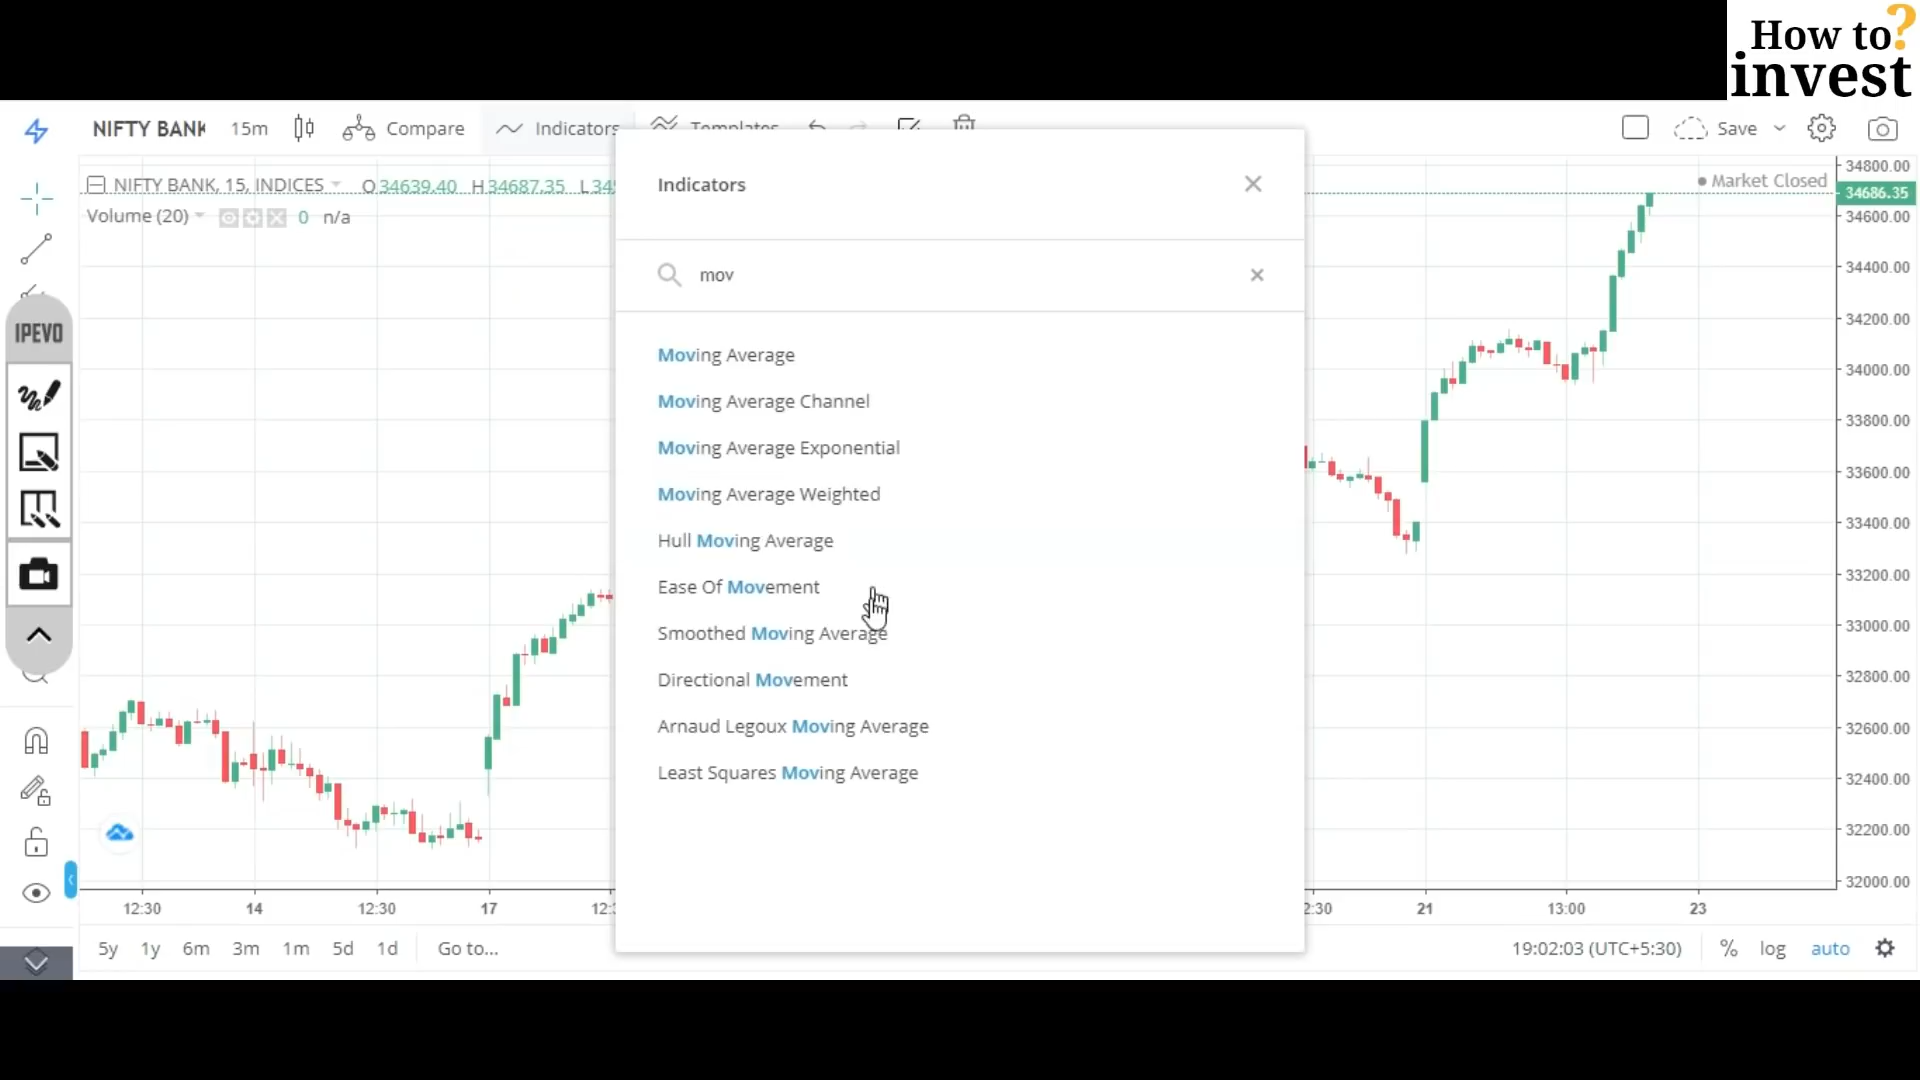 How to?
invest
NIFTY BANK 15m Compare Indicators Templates Save
NIFTY BANK, 15, INDICES O 34639.40 H 34687.35 L 34
Volume (20) 0 n/a
Market Closed
IPEVO
Indicators
mov
Moving Average
Moving Average Channel
Moving Average Exponential
Moving Average Weighted
Hull Moving Average
Ease Of Movement
Smoothed Moving Average
Directional Movement
Arnaud Legoux Moving Average
Least Squares Moving Average
34800.00
34686.35
34600.00
34400.00
34200.00
34000.00
33800.00
33600.00
33400.00
33200.00
33000.00
32800.00
32600.00
32400.00
32200.00
32000.00
12:30 14 12:30 17 12:3 2:30 21 13:00 23
5y 1y 6m 3m 1m 5d 1d Go to... 19:02:03 (UTC+5:30) % log auto